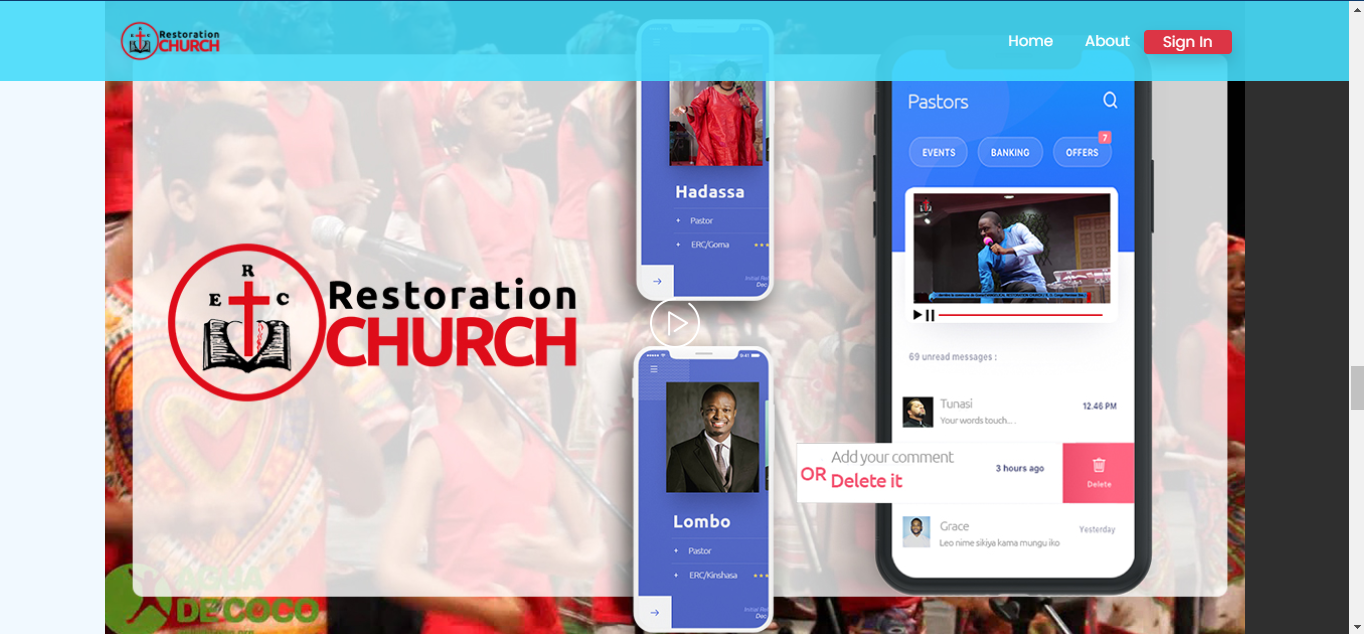 Restoration
CHURCH
Home
About
Sign In
R
E
C
Restoration
CHURCH
Hadassa
Pastor
ERC/Goma
Lombo
Pastor
ERC/Kinshasa
Pastors
EVENTS
BANKING
OFFERS
7
69 unread messages :
Tunasi
12.46 PM
Your words touch...
Add your comment
OR Delete it
3 hours ago
Delete
Grace
Yesterday
Leo nime sikiya kama mungu iko
AGUA
DECOCO